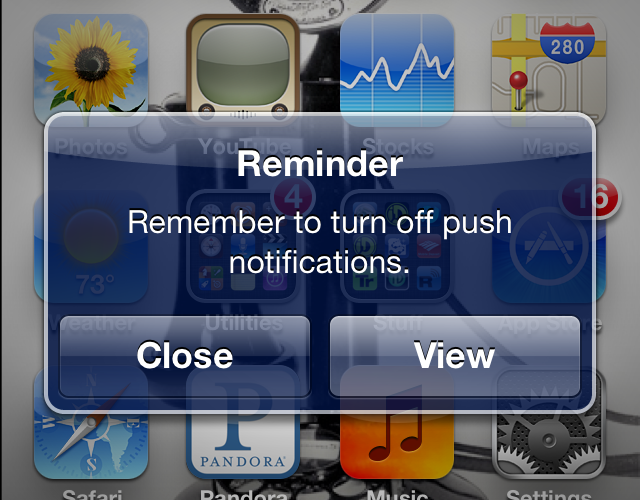 280
Photos YouTube Stocks Maps
Reminder
4 16
Remember to turn off push
notifications.
73°
Weather Utilities Stuff App Store
Close View
P
PANDORA
Safari Pandora Music Settings